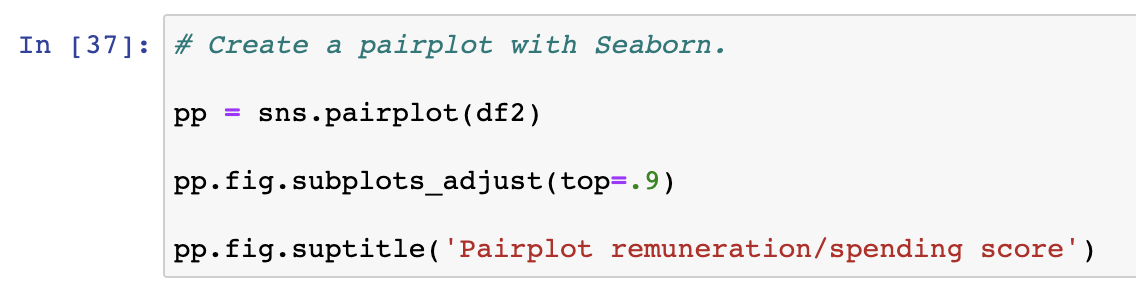 In [37]: # Create a pairplot with Seaborn.
pp = sns.pairplot(df2)
pp.fig.subplots_adjust(top=.9)
pp.fig.suptitle('Pairplot remuneration/spending score')